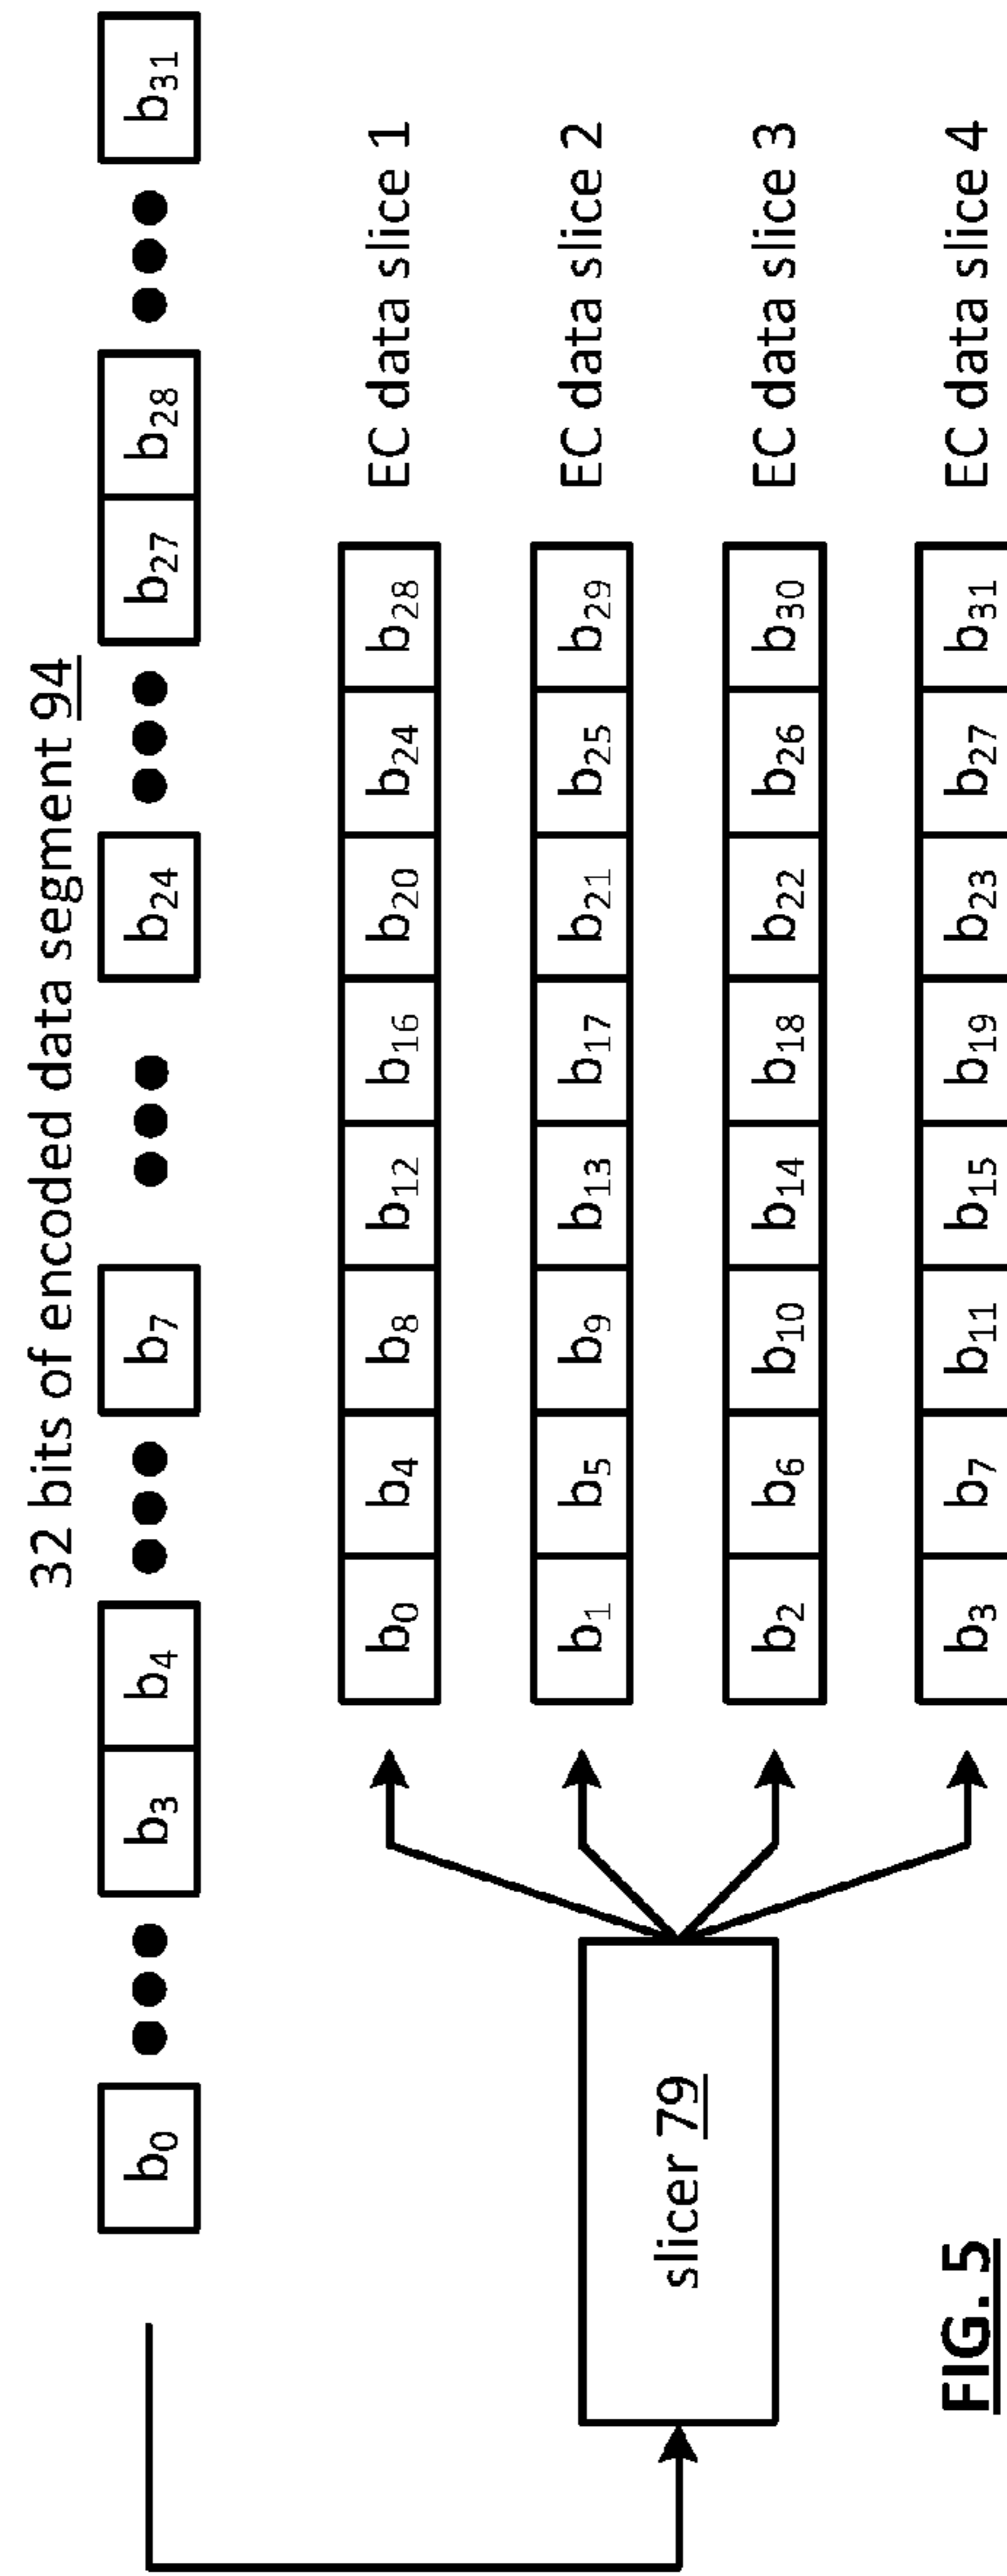 32 bits of encoded data segment 94
b0 ●●● b3 b4 ●●● b7 ●●● b24 ●●● b27 b28 ●●● b31
b0 b4 b8 b12 b16 b20 b24 b28 EC data slice 1
b1 b5 b9 b13 b17 b21 b25 b29 EC data slice 2
slicer 79
b2 b6 b10 b14 b18 b22 b26 b30 EC data slice 3
b3 b7 b11 b15 b19 b23 b27 b31 EC data slice 4
FIG. 5